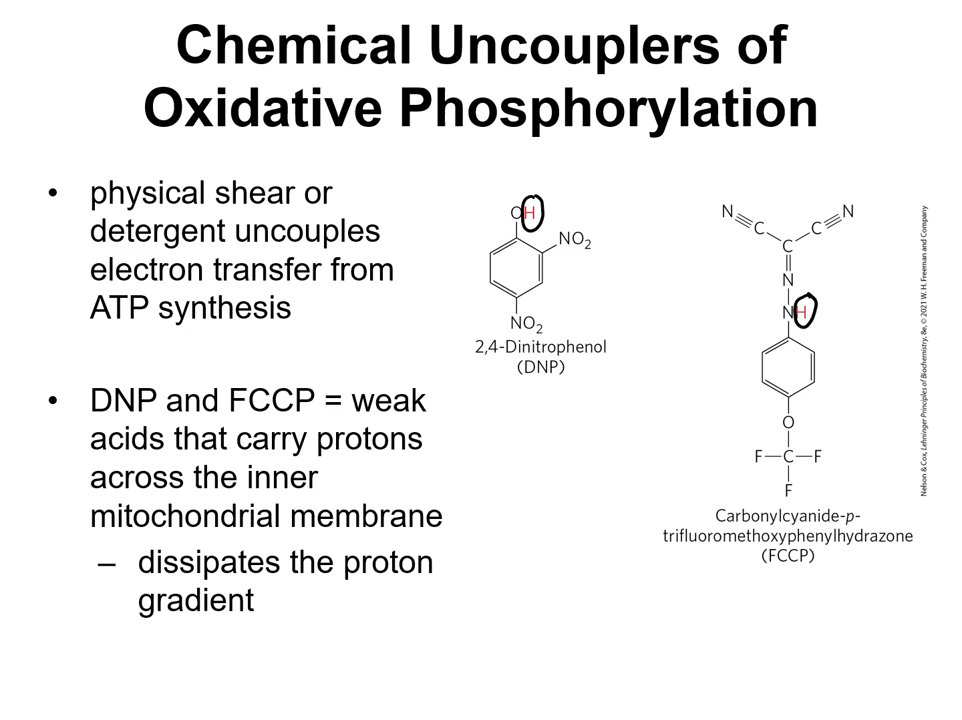 Chemical Uncouplers of
Oxidative Phosphorylation
• physical shear or
detergent uncouples
electron transfer from
ATP synthesis
• DNP and FCCP = weak
acids that carry protons
across the inner
mitochondrial membrane
– dissipates the proton
gradient
OH
NO₂
NO₂
2,4-Dinitrophenol
(DNP)
N N
C C
C
N
NH
O
F—C—F
F
Carbonylcyanide-p-
trifluoromethoxyphenylhydrazone
(FCCP)
Nelson & Cox, Lehninger Principles of Biochemistry, 8e, © 2021 W. H. Freeman and Company